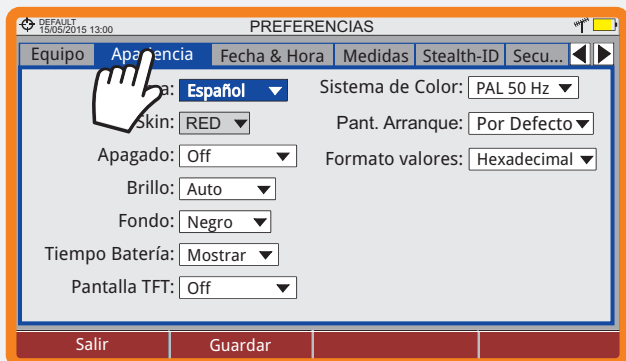 DEFAULT
15/05/2015 13:00
PREFERENCIAS
Equipo Apariencia Fecha & Hora Medidas Stealth-ID Secu...
a: Español
Sistema de Color: PAL 50 Hz
Skin: RED
Pant. Arranque: Por Defecto
Apagado: Off
Formato valores: Hexadecimal
Brillo: Auto
Fondo: Negro
Tiempo Batería: Mostrar
Pantalla TFT: Off
Salir Guardar